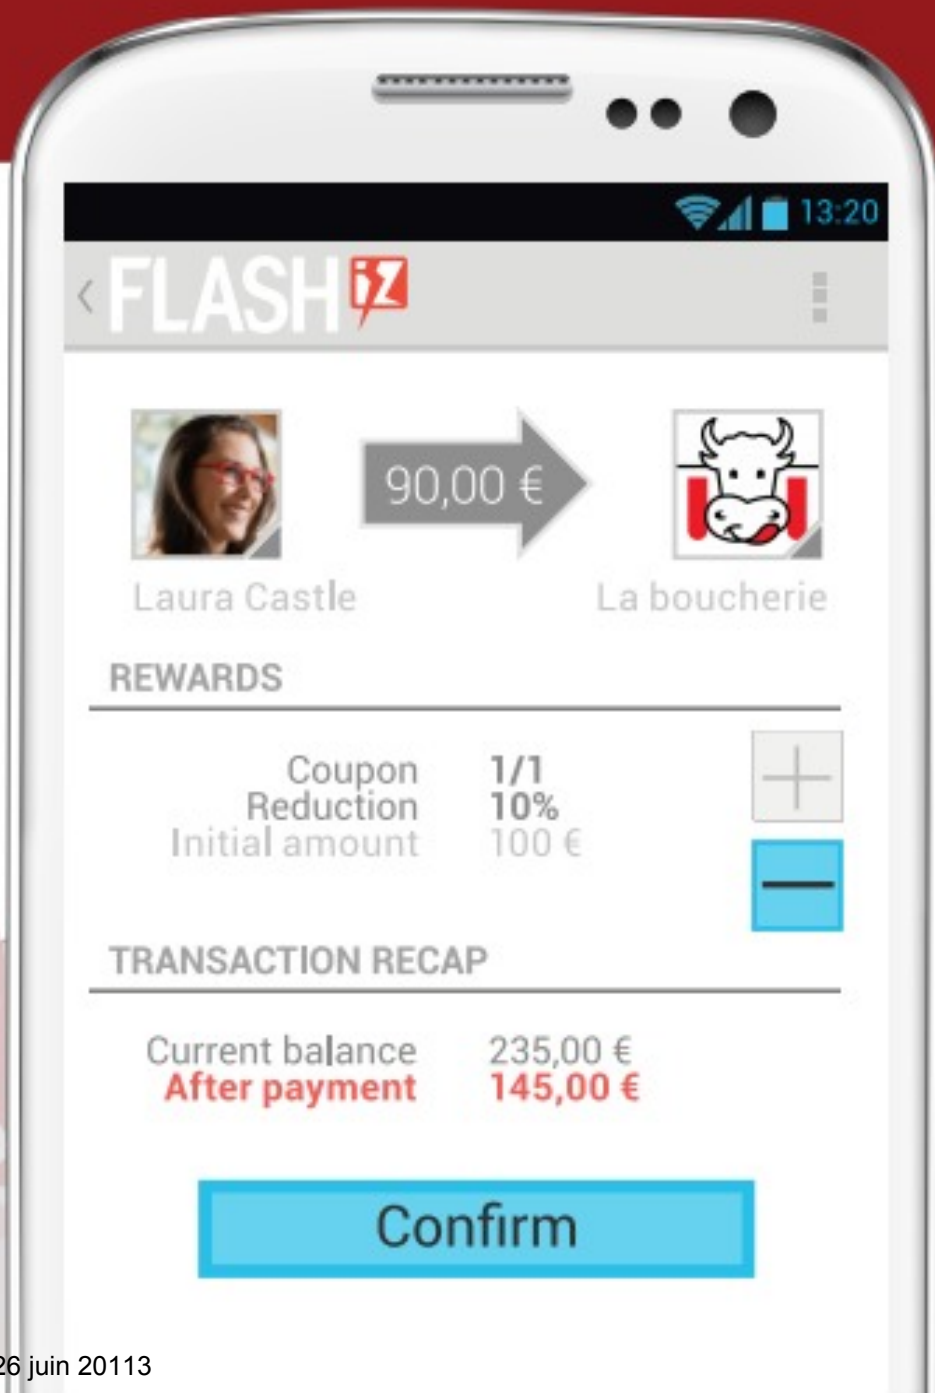 13:20
FLASH iZ
90,00 €
Laura Castle La boucherie
REWARDS
Coupon 1/1
Reduction 10%
Initial amount 100 €
TRANSACTION RECAP
Current balance 235,00 €
After payment 145,00 €
Confirm
26 juin 20113